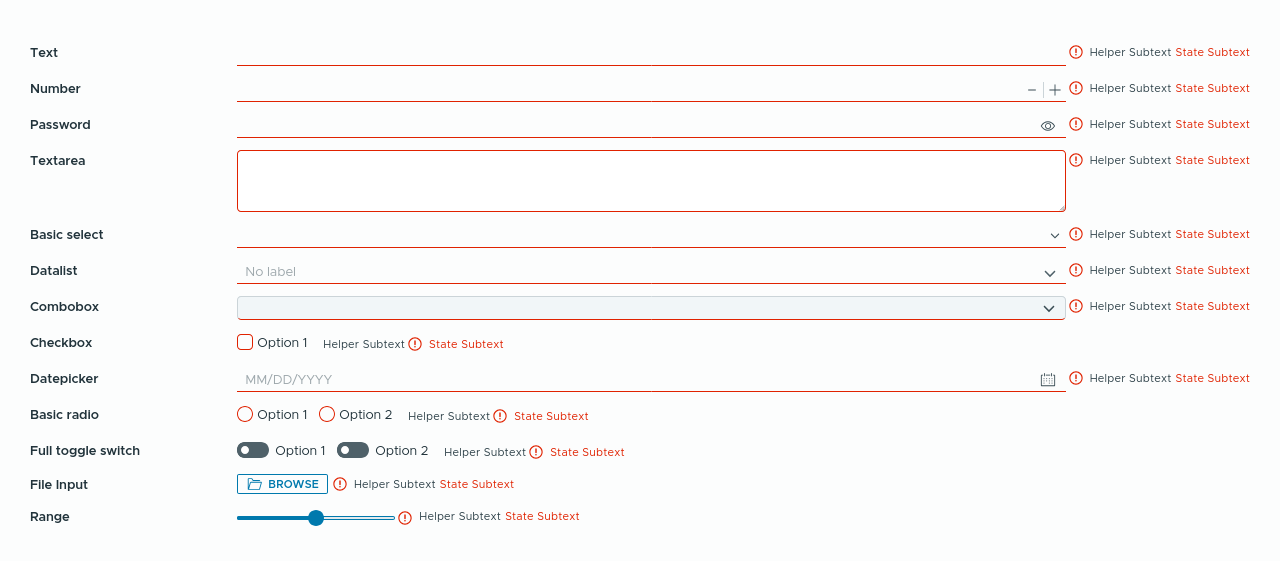 Text Helper Subtext State Subtext
Number Helper Subtext State Subtext
Password Helper Subtext State Subtext
Textarea Helper Subtext State Subtext
Basic select Helper Subtext State Subtext
Datalist No label Helper Subtext State Subtext
Combobox Helper Subtext State Subtext
Checkbox Option 1 Helper Subtext State Subtext
Datepicker MM/DD/YYYY Helper Subtext State Subtext
Basic radio Option 1 Option 2 Helper Subtext State Subtext
Full toggle switch Option 1 Option 2 Helper Subtext State Subtext
File Input BROWSE Helper Subtext State Subtext
Range Helper Subtext State Subtext